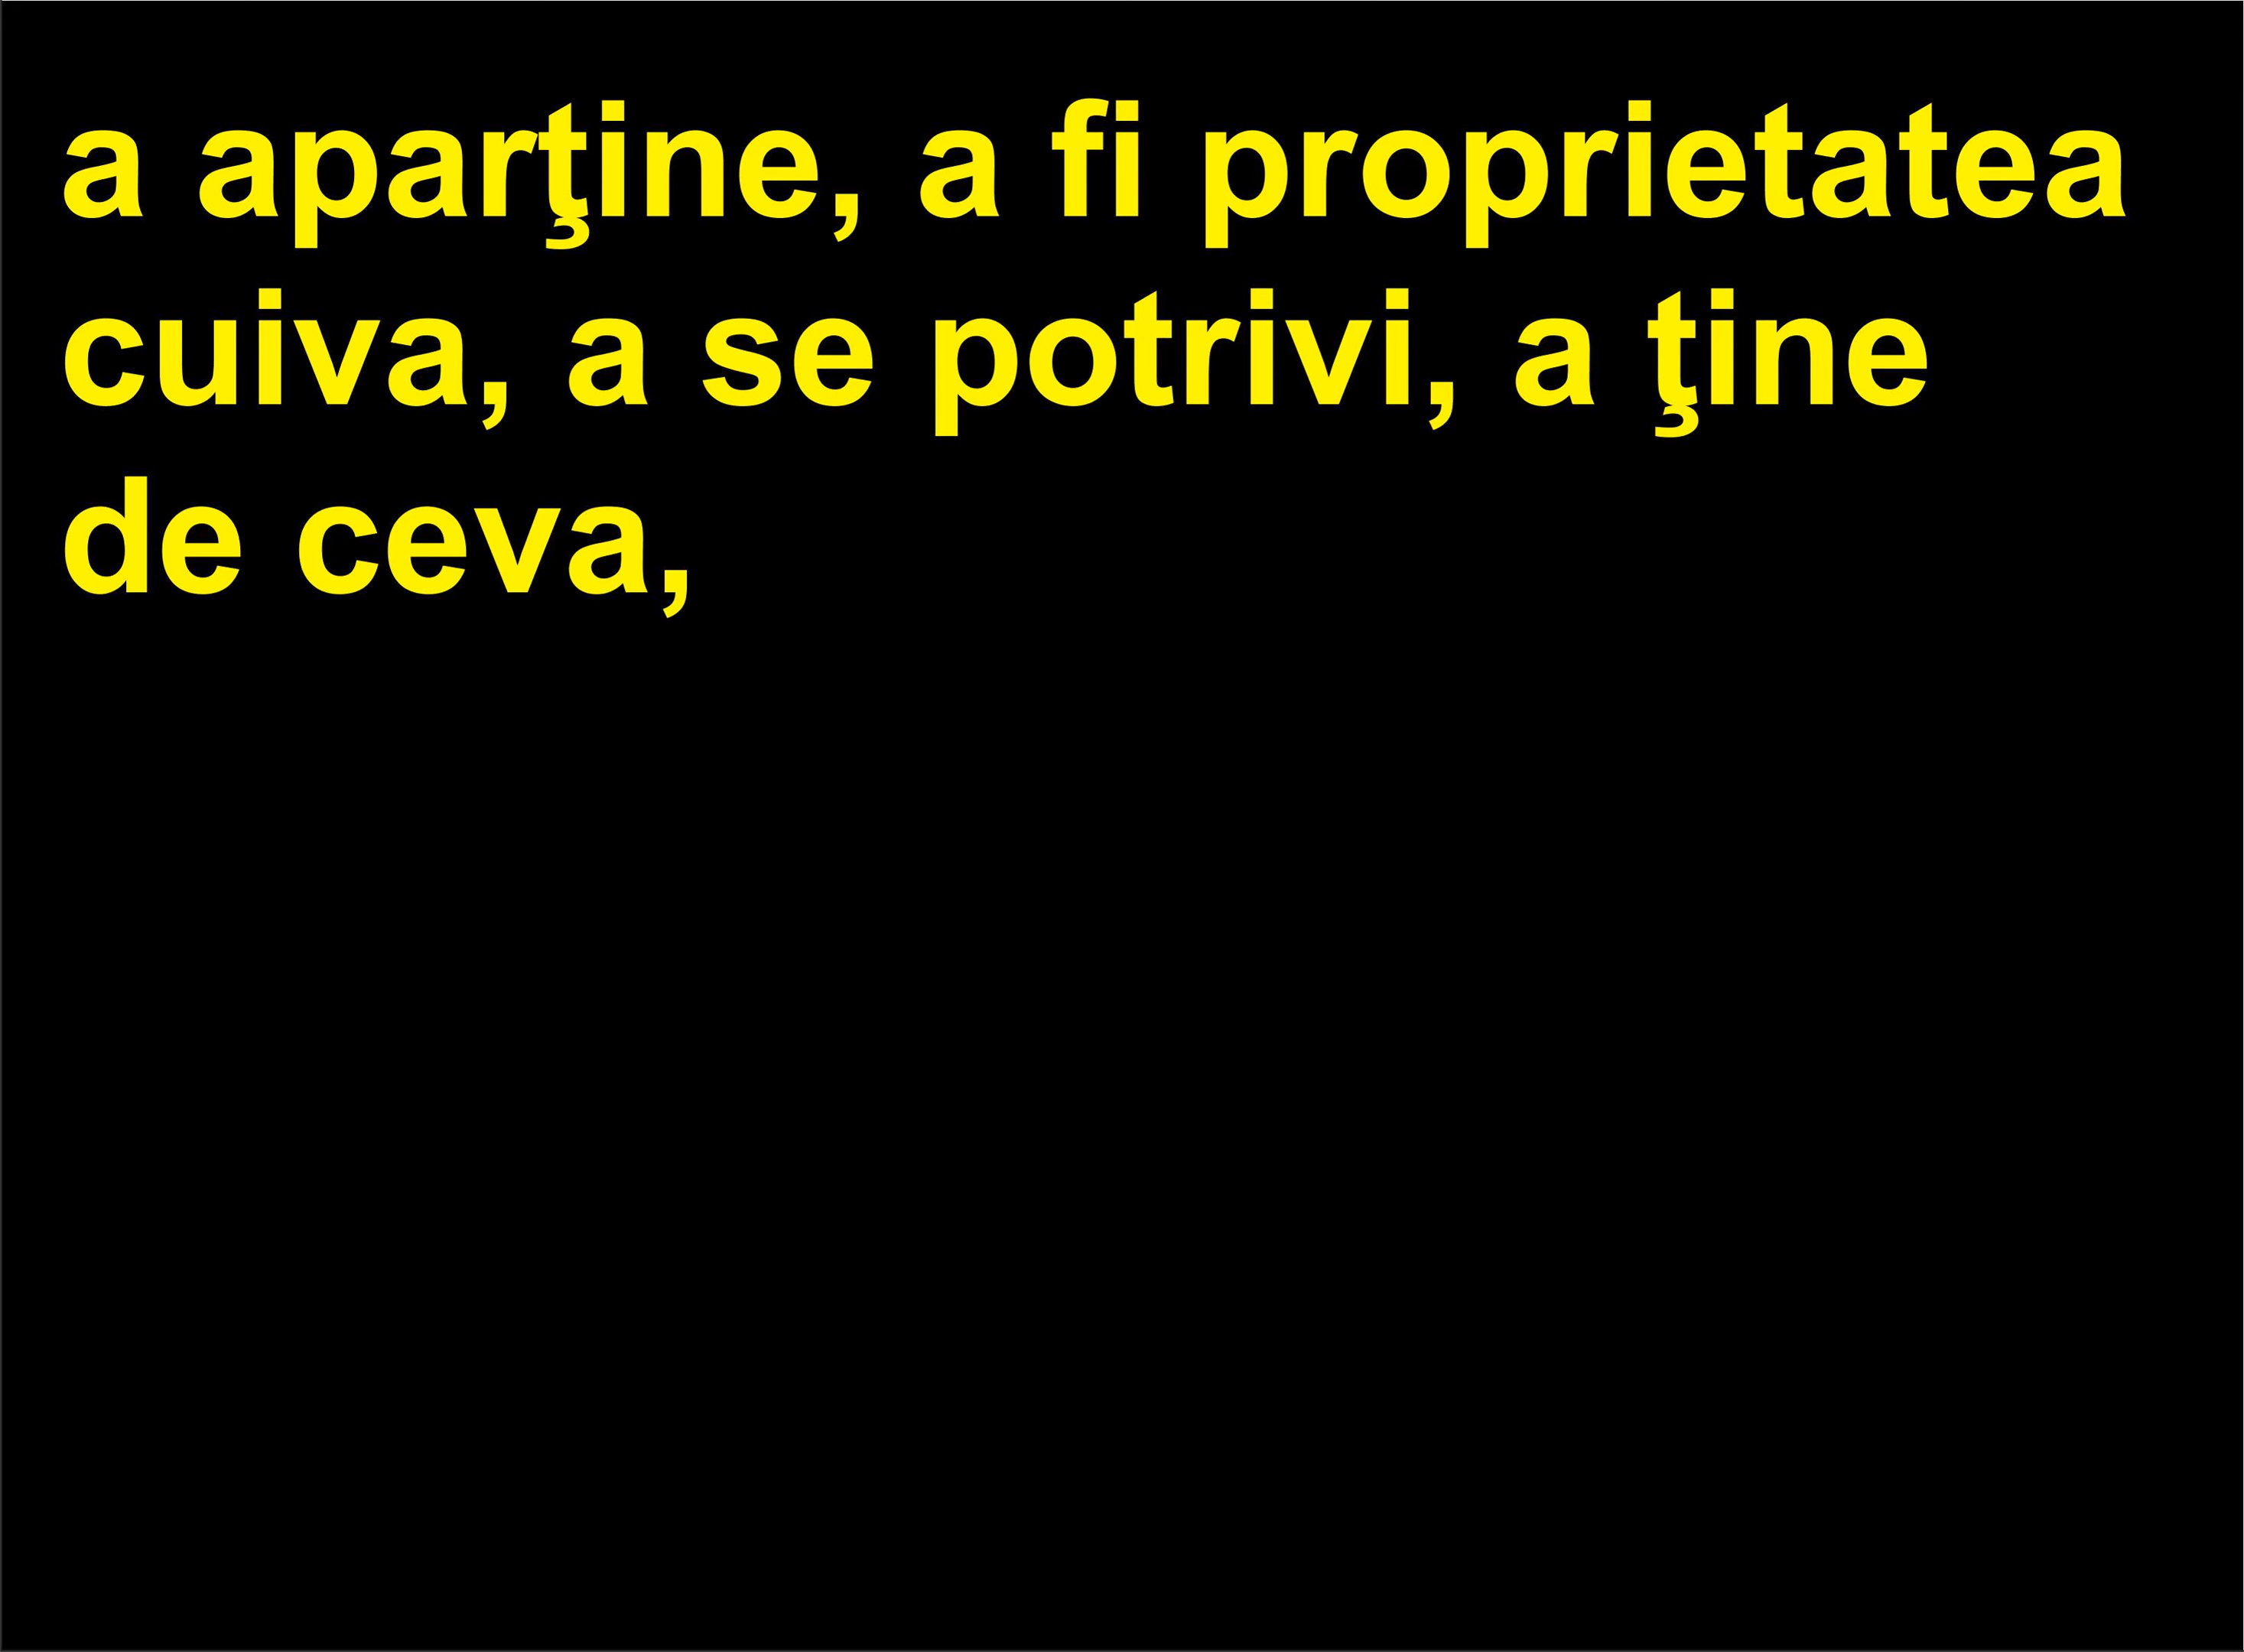 a aparţine, a fi proprietatea
cuiva, a se potrivi, a ţine
de ceva,